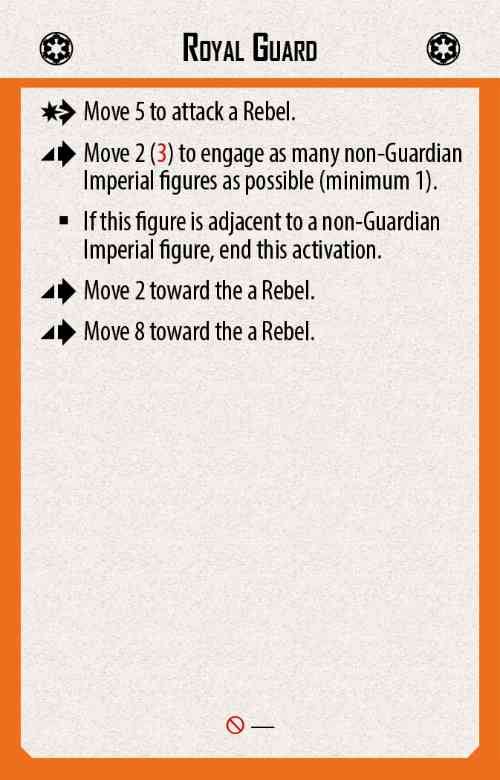 Royal Guard
Move 5 to attack a Rebel.
Move 2 (3) to engage as many non-Guardian
Imperial figures as possible (minimum 1).
▪ If this figure is adjacent to a non-Guardian
Imperial figure, end this activation.
Move 2 toward the a Rebel.
Move 8 toward the a Rebel.
—